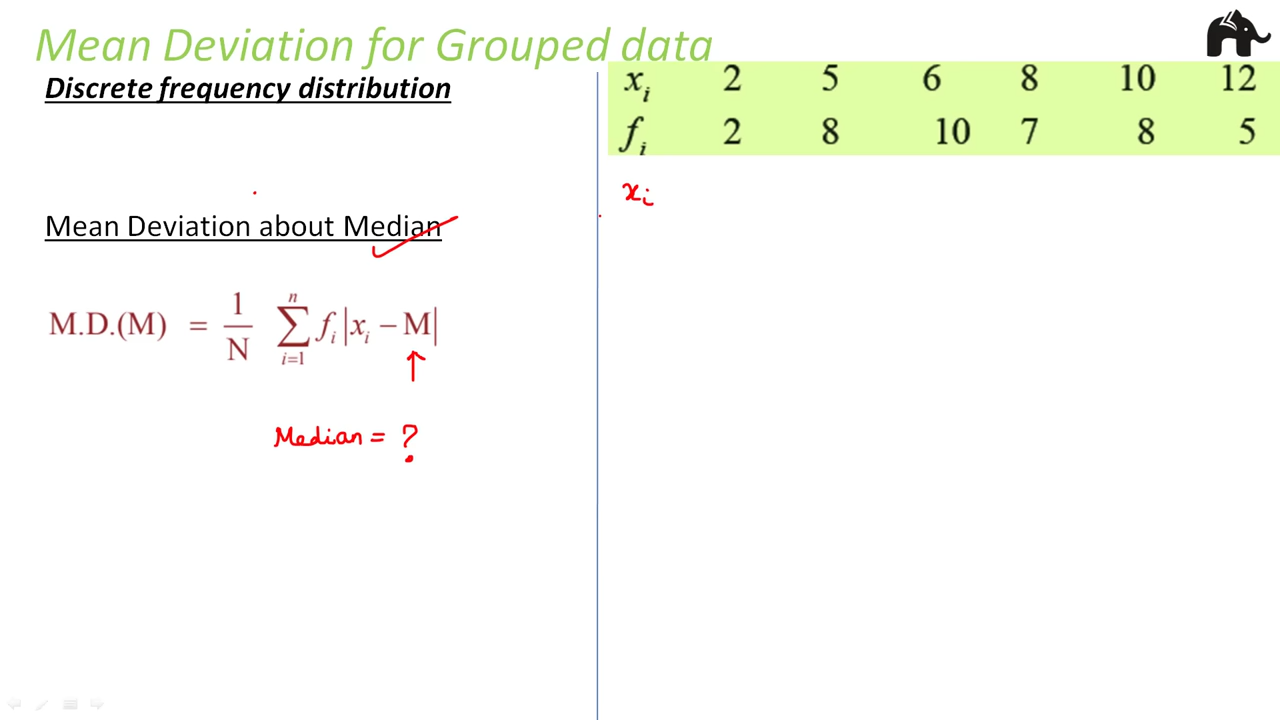 Mean Deviation for Grouped data
Discrete frequency distribution
Mean Deviation about Median
M.D.(M) = 1/N ∑ i=1 n f_i |x_i − M|
Median = ?
x_i 2 5 6 8 10 12
f_i 2 8 10 7 8 5
x_i